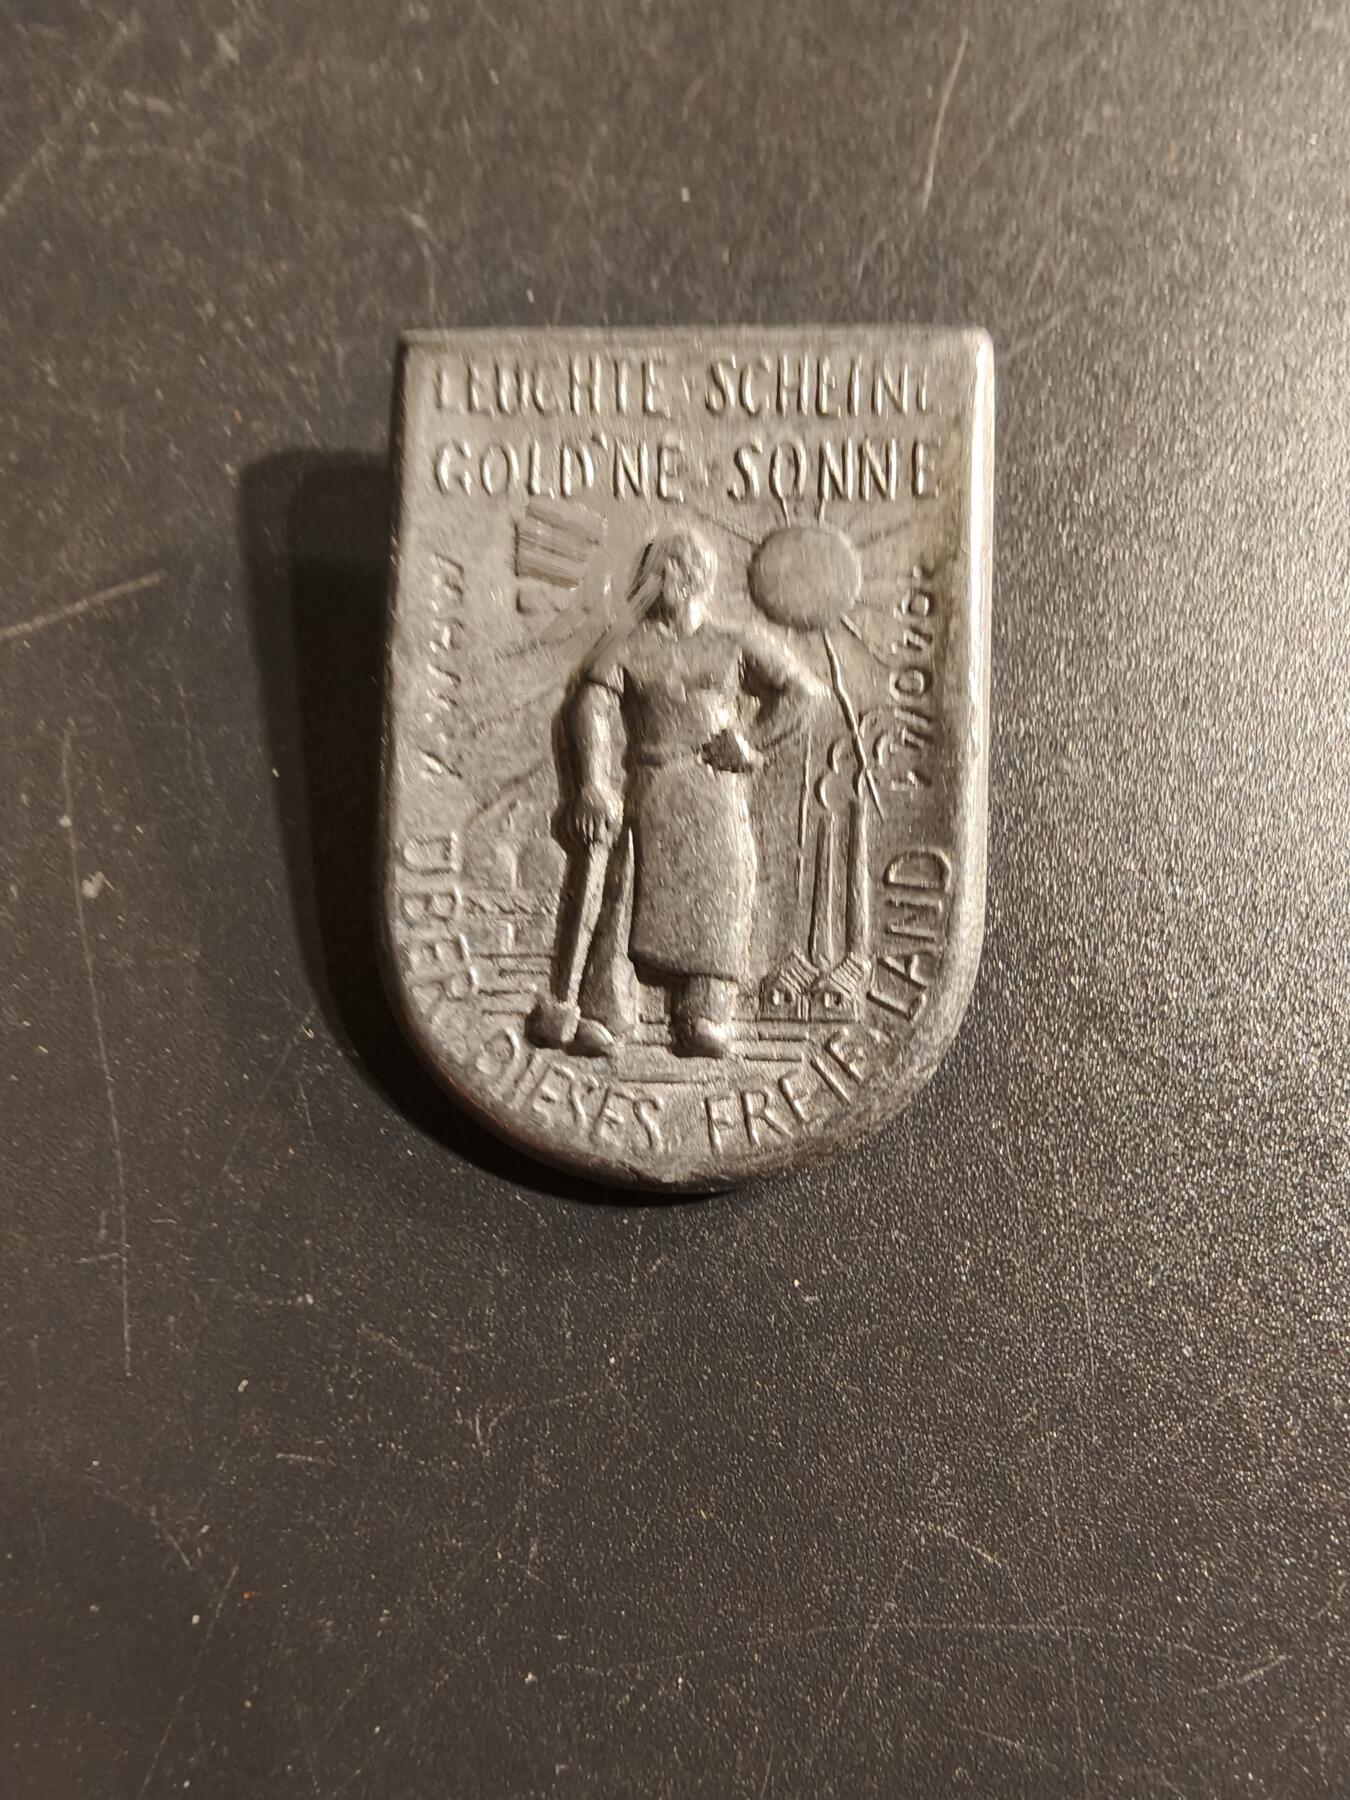 LEUCHTE SCHEINE
GOLD'NE SONNE
ÜBER DIESES FREIE LAND